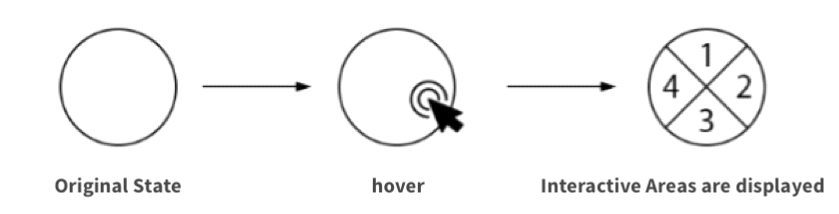 1
4 2
3
Original State
hover
Interactive Areas are displayed